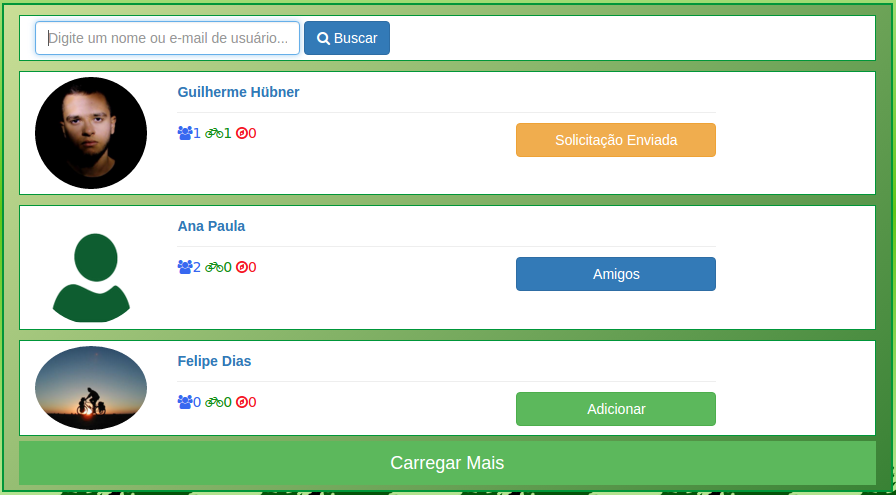 Digite um nome ou e-mail de usuário...
Buscar
Guilherme Hübner
1 1 0
Solicitação Enviada
Ana Paula
2 0 0
Amigos
Felipe Dias
0 0 0
Adicionar
Carregar Mais